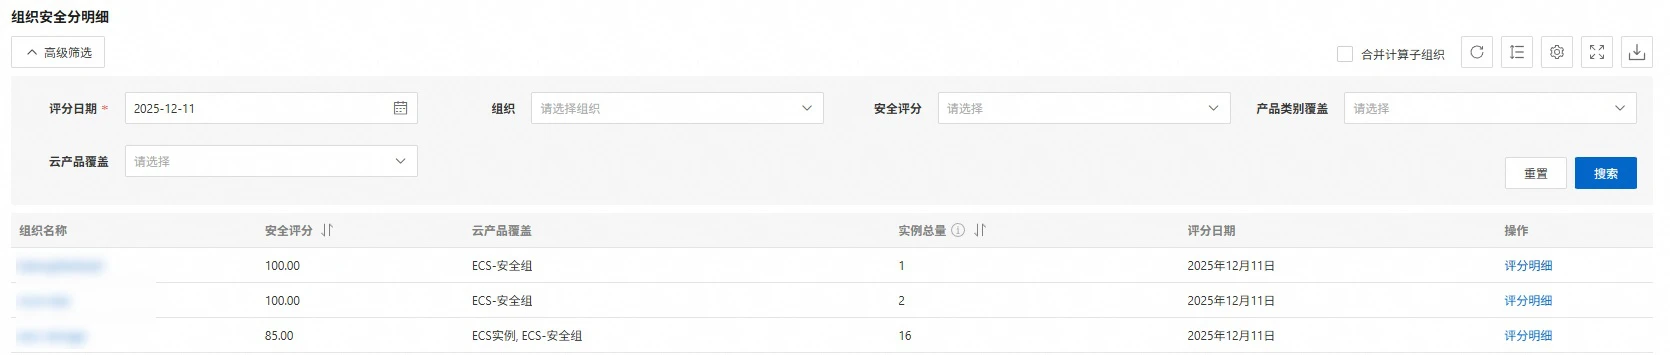 组织安全分明细
高级筛选
合并计算子组织
评分日期 * 2025-12-11 组织 请选择组织 安全评分 请选择 产品类别覆盖 请选择
云产品覆盖 请选择
重置 搜索
组织名称 安全评分 云产品覆盖 实例总量 评分日期 操作
100.00 ECS-安全组 1 2025年12月11日 评分明细
100.00 ECS-安全组 2 2025年12月11日 评分明细
85.00 ECS实例, ECS-安全组 16 2025年12月11日 评分明细